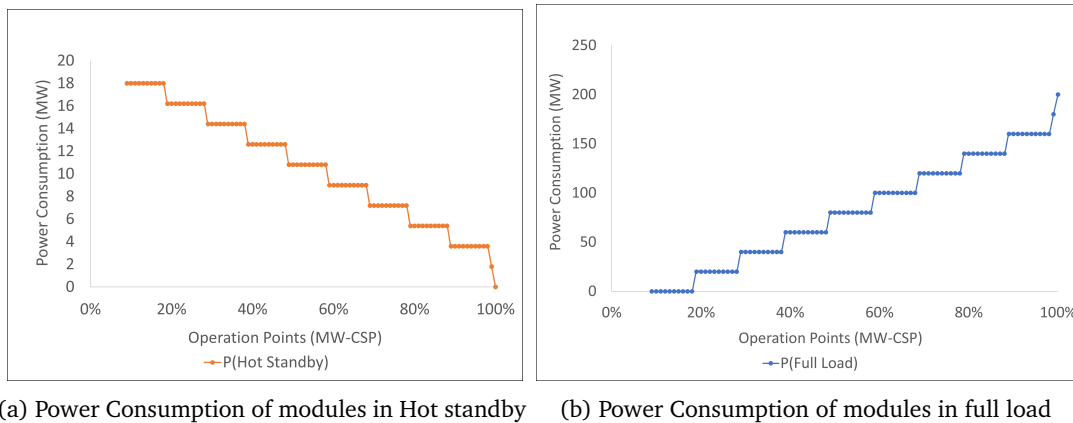 Power Consumption (MW)
20
18
16
14
12
10
8
6
4
2
0
0% 20% 40% 60% 80% 100%
Operation Points (MW-CSP)
P(Hot Standby)
Power Consumption (MW)
250
200
150
100
50
0
0% 20% 40% 60% 80% 100%
Operation Points (MW-CSP)
P(Full Load)
(a) Power Consumption of modules in Hot standby
(b) Power Consumption of modules in full load